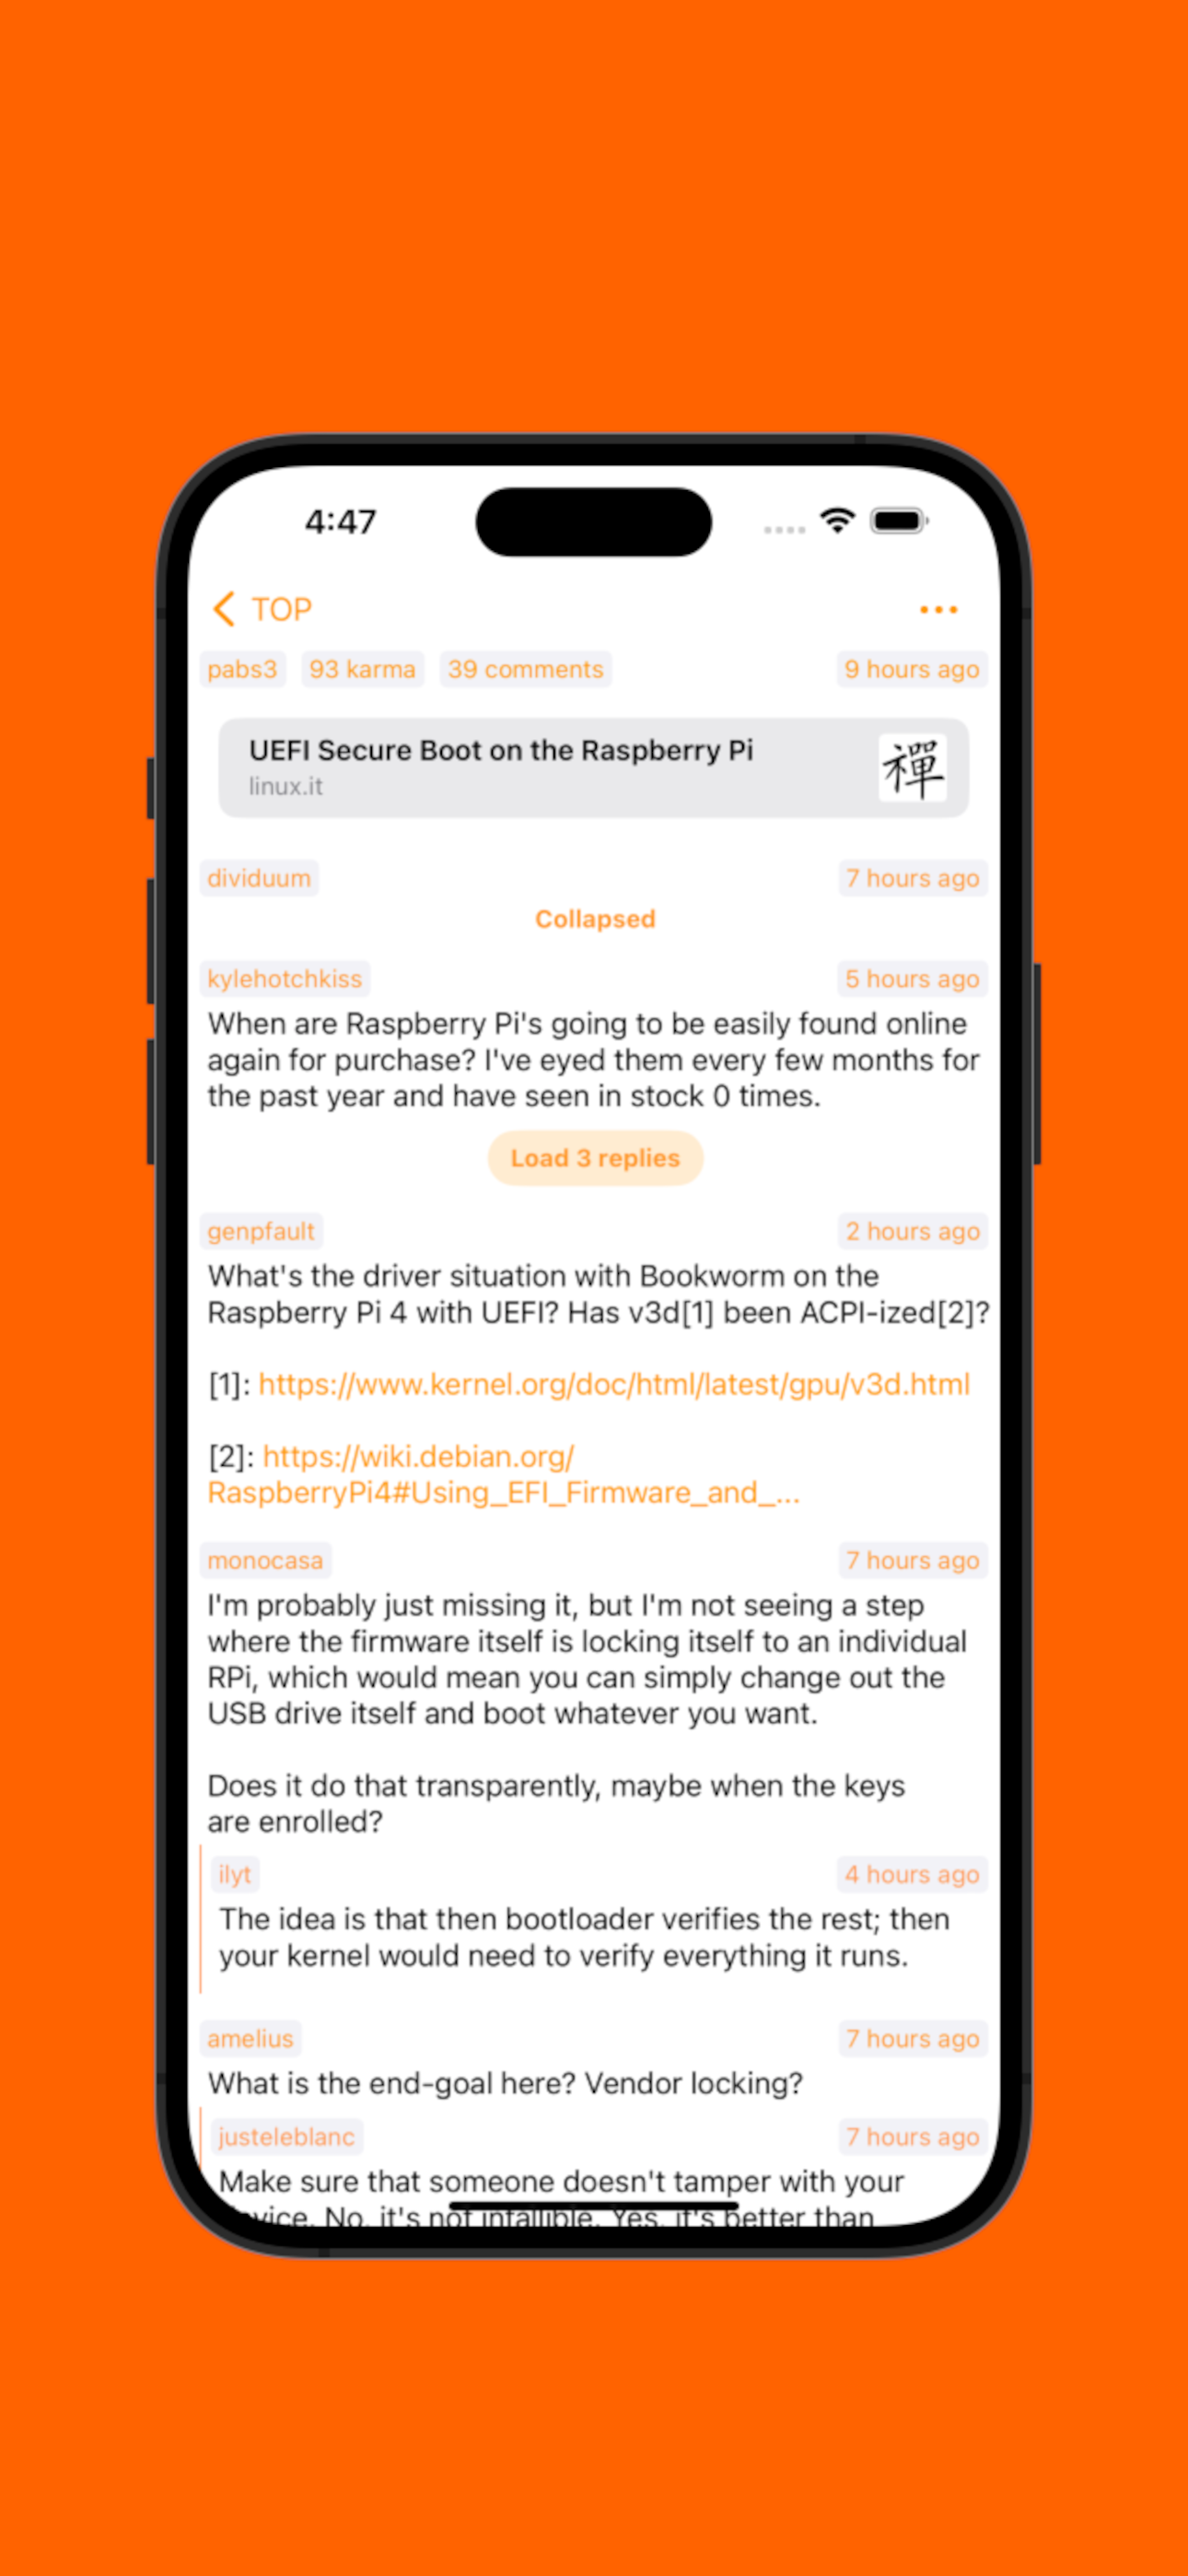 4:47
TOP
pabs3 93 karma 39 comments 9 hours ago
UEFI Secure Boot on the Raspberry Pi
linux.it
禪
dividuum 7 hours ago
Collapsed
kylehotchkiss 5 hours ago
When are Raspberry Pi's going to be easily found online
again for purchase? I've eyed them every few months for
the past year and have seen in stock 0 times.
Load 3 replies
genpfault 2 hours ago
What's the driver situation with Bookworm on the
Raspberry Pi 4 with UEFI? Has v3d[1] been ACPI-ized[2]?
[1]: https://www.kernel.org/doc/html/latest/gpu/v3d.html
[2]: https://wiki.debian.org/
RaspberryPi4#Using_EFI_Firmware_and_...
monocasa 7 hours ago
I'm probably just missing it, but I'm not seeing a step
where the firmware itself is locking itself to an individual
RPi, which would mean you can simply change out the
USB drive itself and boot whatever you want.
Does it do that transparently, maybe when the keys
are enrolled?
ilyt 4 hours ago
The idea is that then bootloader verifies the rest; then
your kernel would need to verify everything it runs.
amelius 7 hours ago
What is the end-goal here? Vendor locking?
justeleblanc 7 hours ago
Make sure that someone doesn't tamper with your
No, it's not infallible. Yes, it's better than